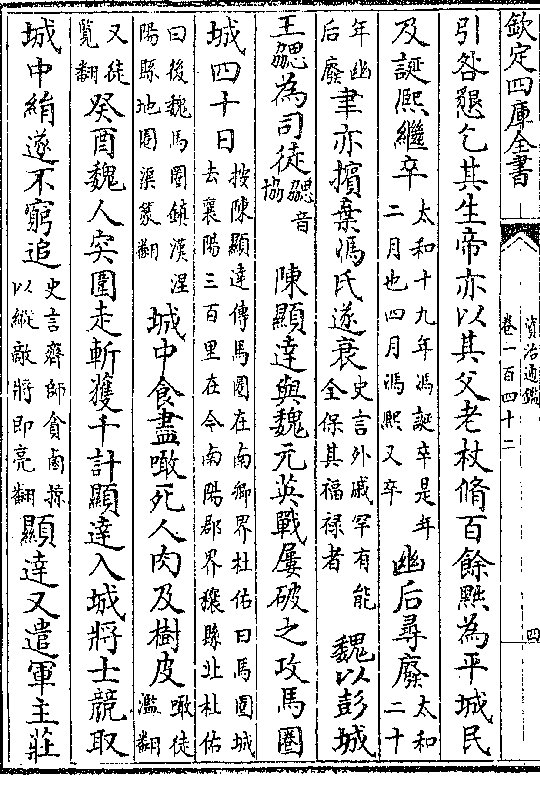 欽定四庫全書
資治通鑑
卷一百四十二
四
引咎懇乞其生帝亦以其父老杖脩百餘黜為平城民
及誕熙繼卒太和十九年馮誕卒是年二月也四月馮熙又卒幽后尋廢太和二十
年幽后廢聿亦擯棄馮氏遂衰史言外戚罕有能全保其福禄者 魏以彭城
王勰為司徒勰音協 陳顯達與魏元英戰屢破之攻馬圈
城四十日按陳顯達傳馬圈在南鄉界杜佑曰馬圈城去襄陽三百里在今南陽郡界穰縣北杜佑
曰後魏馬圈鎮漢涅陽縣地圈渠篆翻城中食盡噉死人肉及樹皮噉徒濫翻
又徒覧翻癸酉魏人突圍走斬獲千計顯達入城將士競取
城中絹遂不窮追史言齊師貪鹵掠以縱敵將即亮翻顯達又遣軍主莊